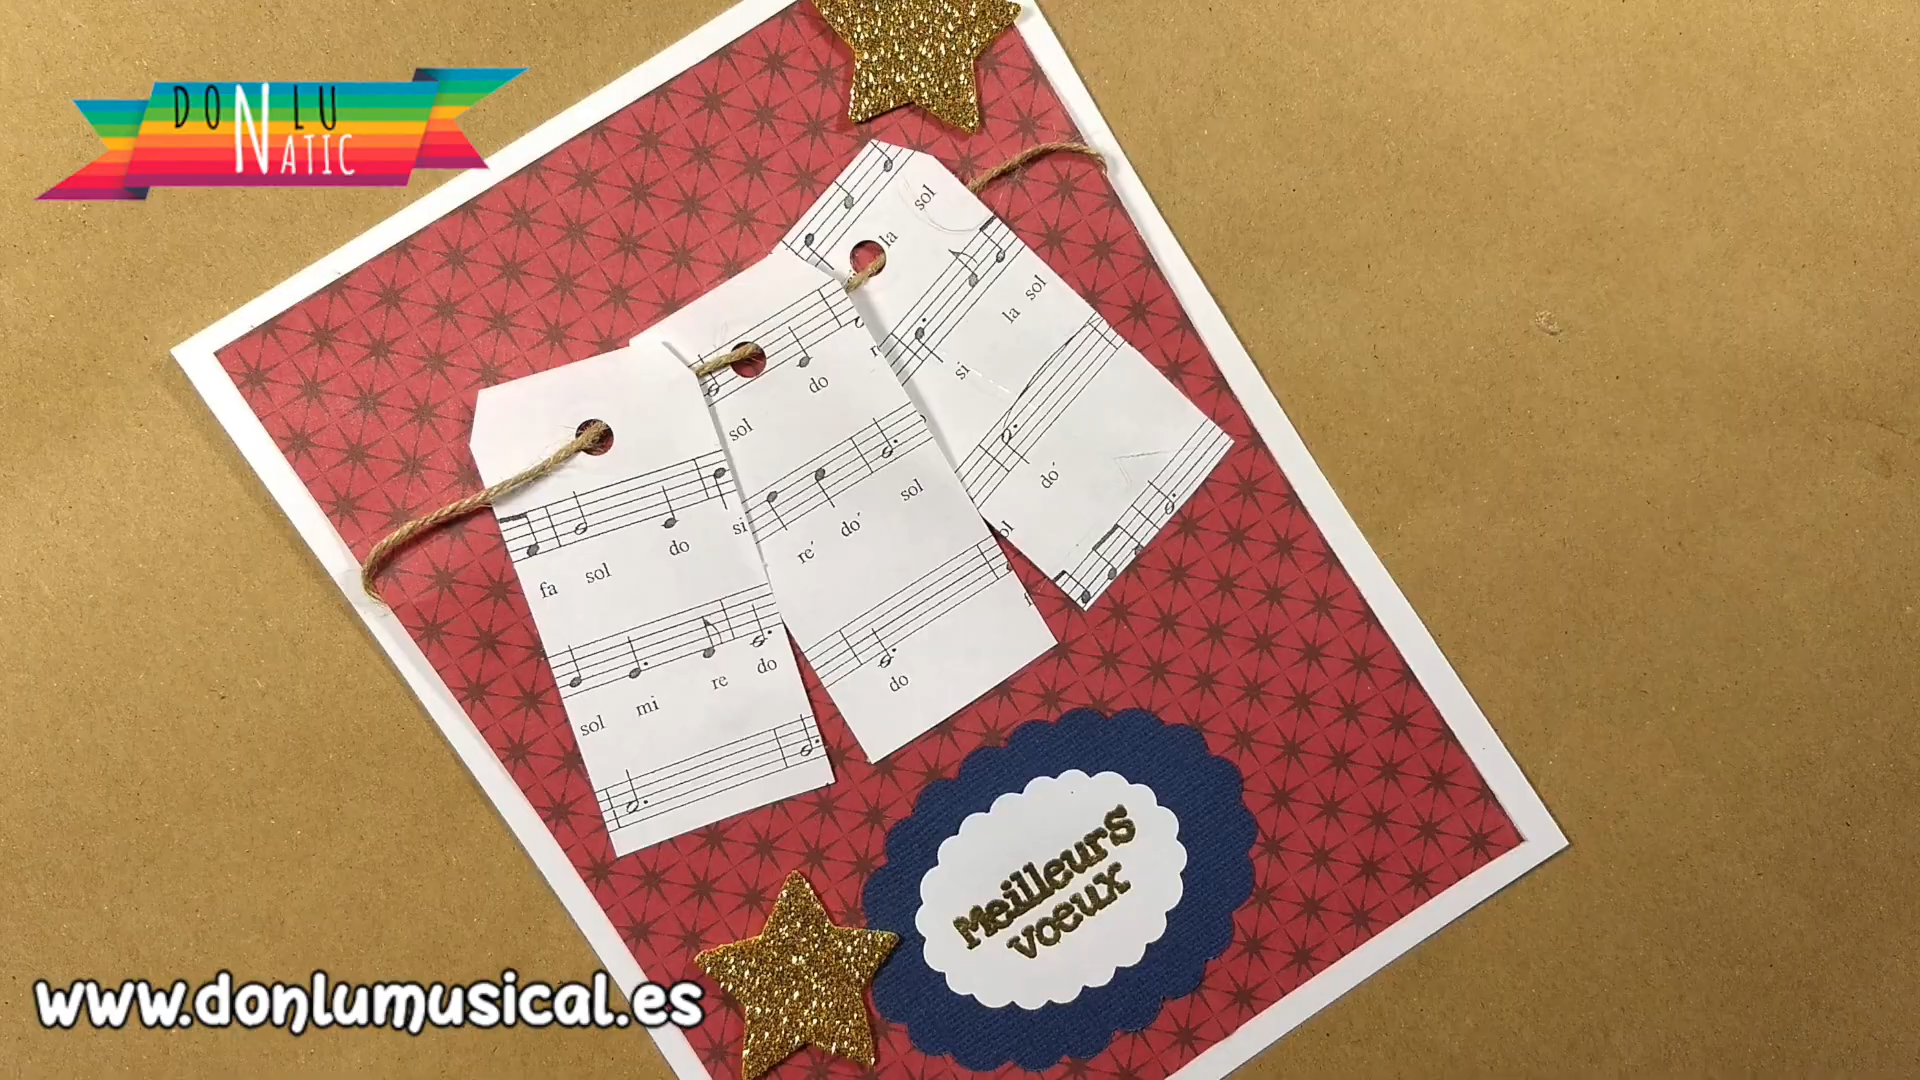 DO N LU
NATIC
sol
la
la sol
si
do´
do
sol
sol
re´ do´
do
do
si
fa sol
do
re
sol mi
Meilleurs
voeux
www.donlumusical.es